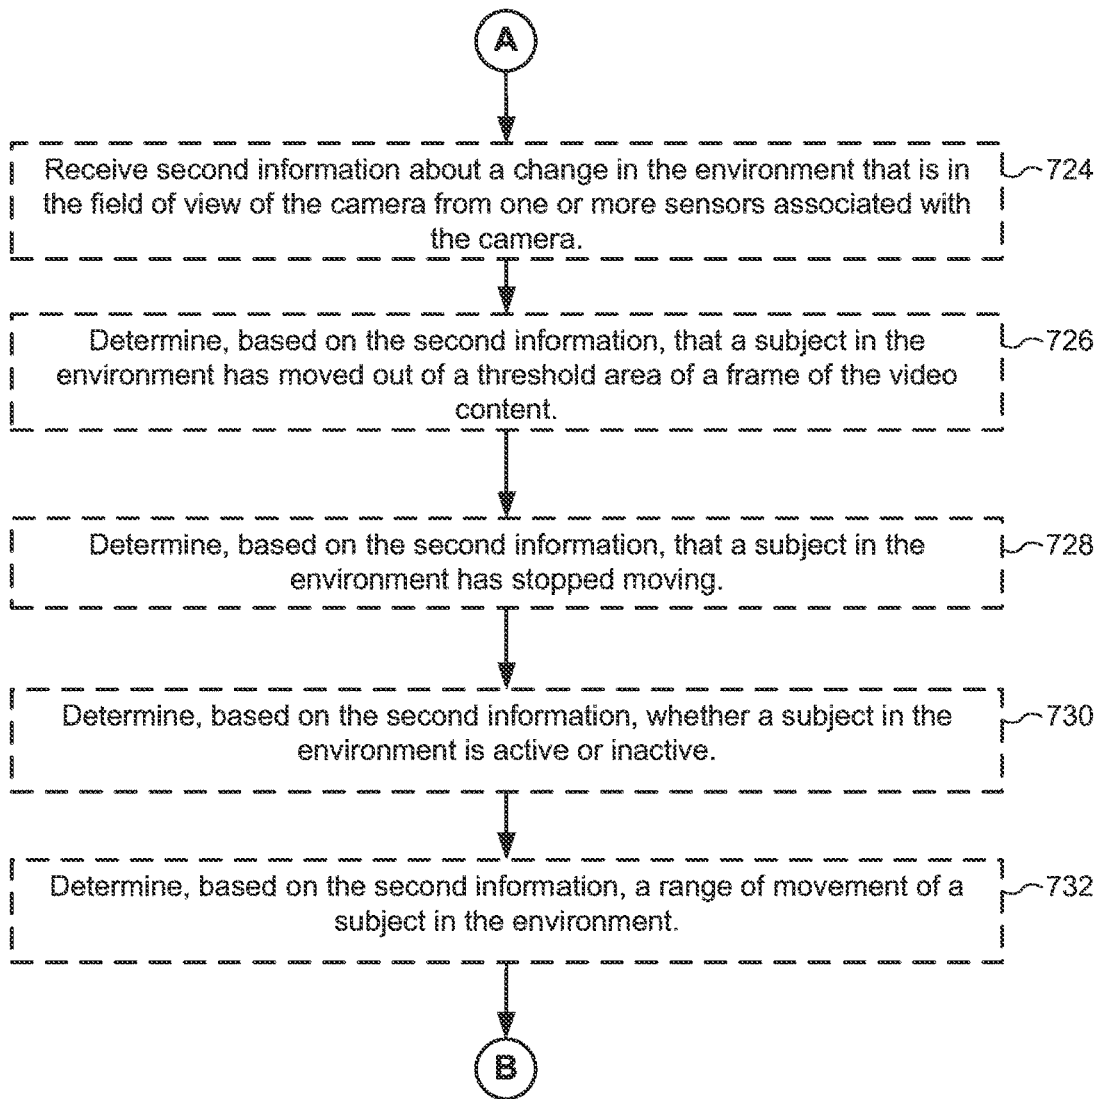 A
Receive second information about a change in the environment that is in
the field of view of the camera from one or more sensors associated with
the camera.
724
Determine, based on the second information, that a subject in the
environment has moved out of a threshold area of a frame of the video
content.
726
Determine, based on the second information, that a subject in the
environment has stopped moving.
728
Determine, based on the second information, whether a subject in the
environment is active or inactive.
730
Determine, based on the second information, a range of movement of a
subject in the environment.
732
B